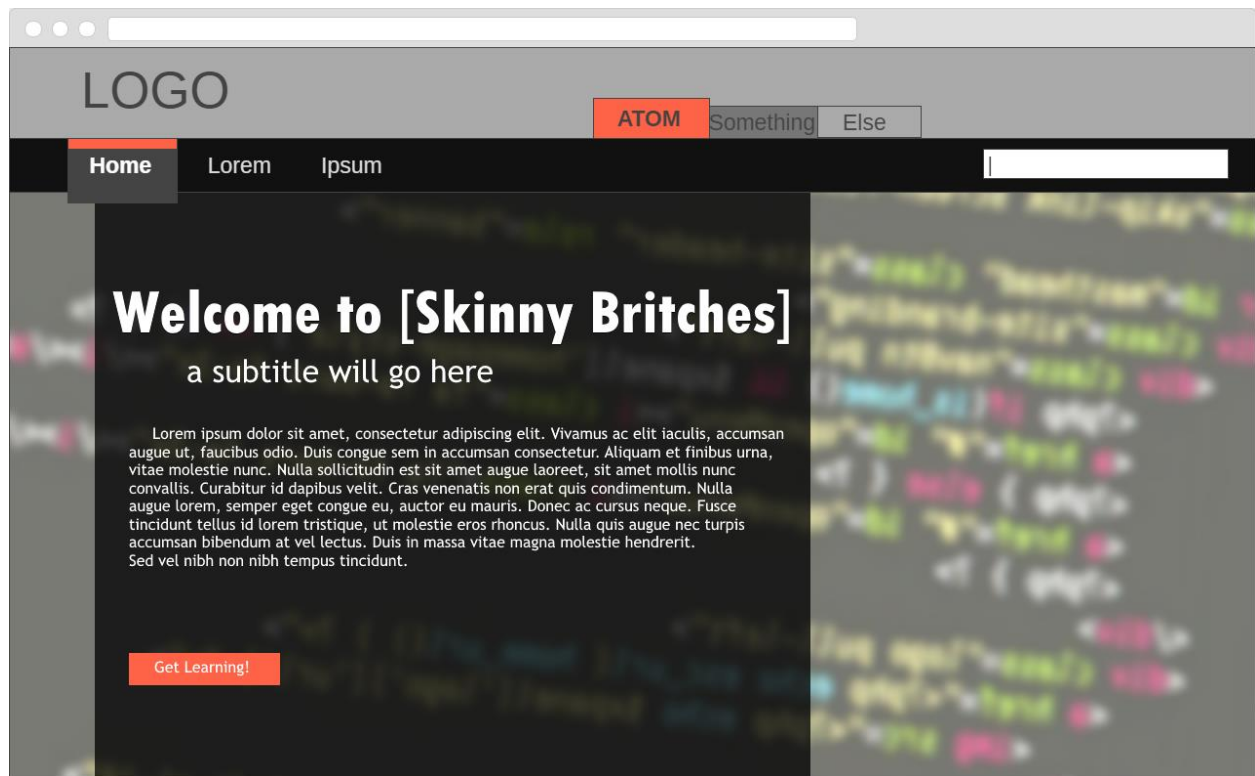 LOGO
ATOM
Something
Else
Home
Lorem
Ipsum
Welcome to [Skinny Britches]
a subtitle will go here
Lorem ipsum dolor sit amet, consectetur adipiscing elit. Vivamus ac elit iaculis, accumsan
augue ut, faucibus odio. Duis congue sem in accumsan consectetur. Aliquam et finibus urna,
vitae molestie nunc. Nulla sollicitudin est sit amet augue laoreet, sit amet mollis nunc
convallis. Curabitur id dapibus velit. Cras venenatis non erat quis condimentum. Nulla
augue lorem, semper eget congue eu, auctor eu mauris. Donec ac cursus neque. Fusce
tincidunt tellus id lorem tristique, ut molestie eros rhoncus. Nulla quis augue nec turpis
accumsan bibendum at vel lectus. Duis in massa vitae magna molestie hendrerit.
Sed vel nibh non nibh tempus tincidunt.
Get Learning!